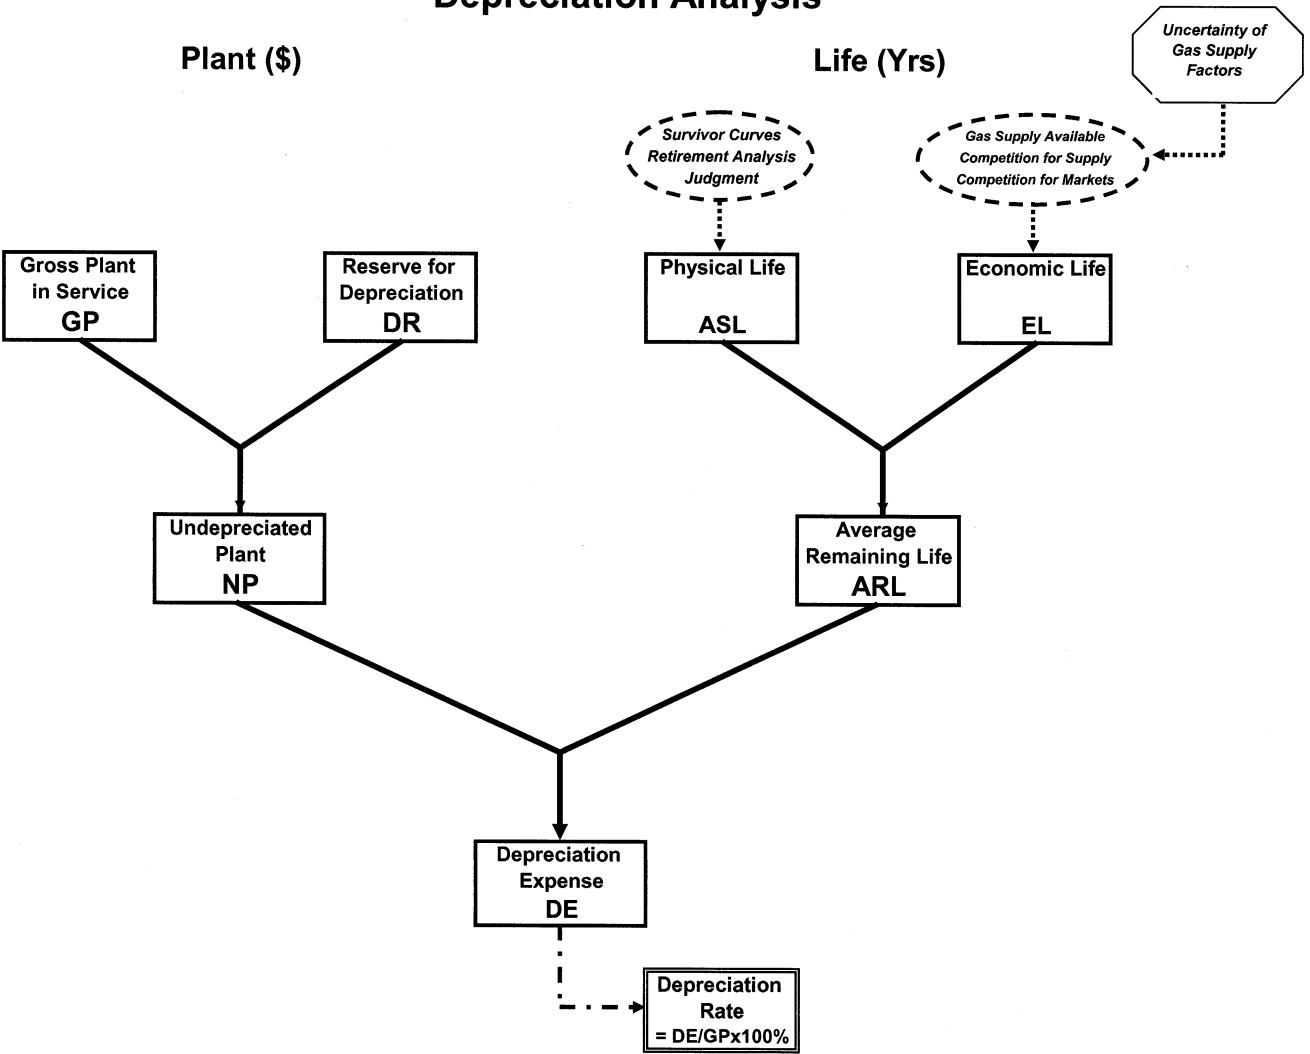 Depreciation Analysis
Plant ($)
Life (Yrs)
Uncertainty of
Gas Supply
Factors
Survivor Curves
Retirement Analysis
Judgment
Gas Supply Available
Competition for Supply
Competition for Markets
Gross Plant
in Service
GP
Reserve for
Depreciation
DR
Physical Life
ASL
Economic Life
EL
Undepreciated
Plant
NP
Average
Remaining Life
ARL
Depreciation
Expense
DE
Depreciation
Rate
= DE/GPx100%